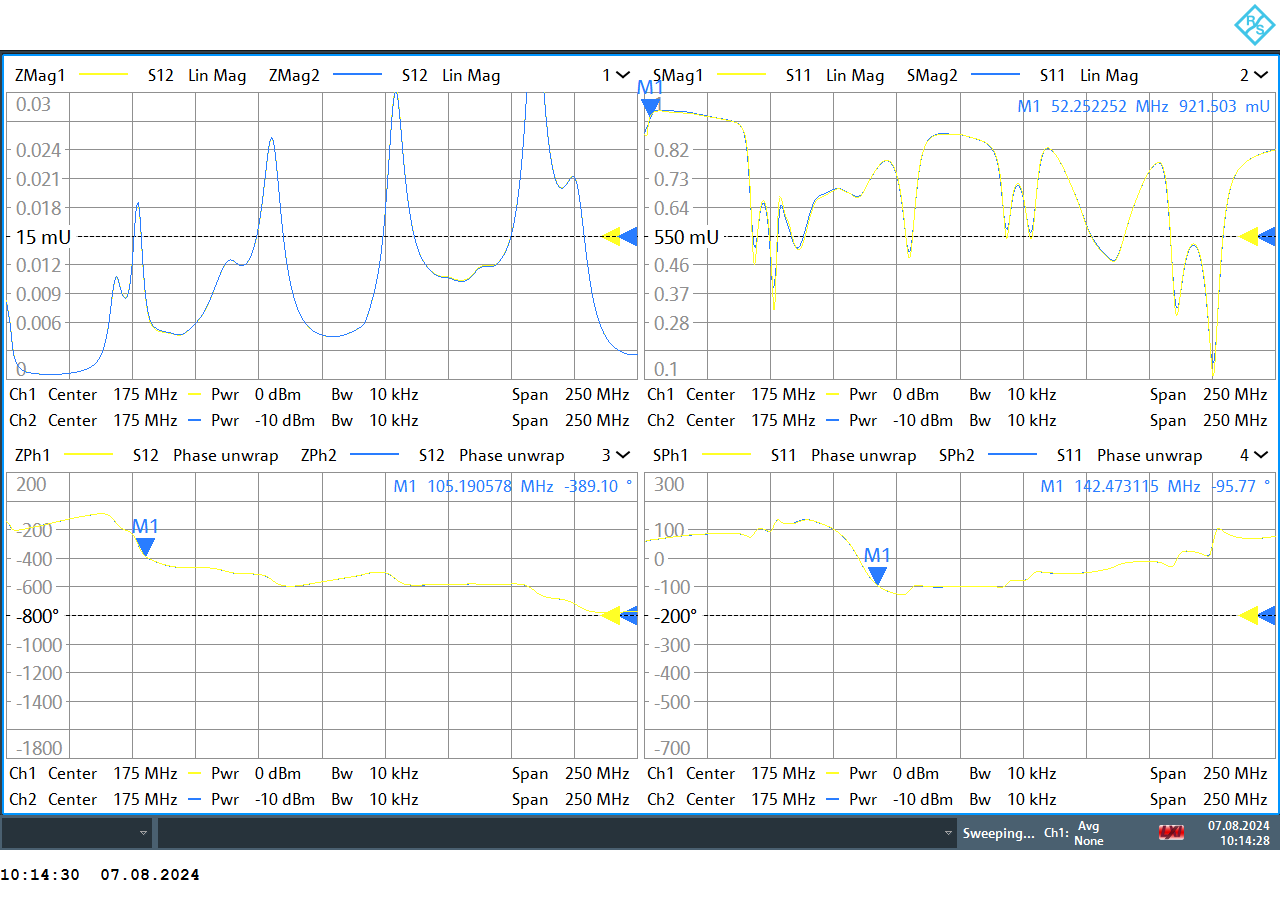 R S
ZMag1 S12 Lin Mag ZMag2 S12 Lin Mag 1
0.03
0.024
0.021
0.018
15 mU
0.012
0.009
0.006
0
Ch1 Center 175 MHz Pwr 0 dBm Bw 10 kHz Span 250 MHz
Ch2 Center 175 MHz Pwr -10 dBm Bw 10 kHz Span 250 MHz
SMag1 S11 Lin Mag SMag2 S11 Lin Mag 2
M1
M1 52.252252 MHz 921.503 mU
0.82
0.73
0.64
550 mU
0.46
0.37
0.28
0.1
Ch1 Center 175 MHz Pwr 0 dBm Bw 10 kHz Span 250 MHz
Ch2 Center 175 MHz Pwr -10 dBm Bw 10 kHz Span 250 MHz
ZPh1 S12 Phase unwrap ZPh2 S12 Phase unwrap 3
200
M1 105.190578 MHz -389.10 °
M1
-200
-400
-600
-800°
-1000
-1200
-1400
-1800
Ch1 Center 175 MHz Pwr 0 dBm Bw 10 kHz Span 250 MHz
Ch2 Center 175 MHz Pwr -10 dBm Bw 10 kHz Span 250 MHz
SPh1 S11 Phase unwrap SPh2 S11 Phase unwrap 4
300
M1 142.473115 MHz -95.77 °
100
M1
0
-100
-200°
-300
-400
-500
-700
Ch1 Center 175 MHz Pwr 0 dBm Bw 10 kHz Span 250 MHz
Ch2 Center 175 MHz Pwr -10 dBm Bw 10 kHz Span 250 MHz
Sweeping... Ch1: Avg None LXI 07.08.2024 10:14:28
10:14:30 07.08.2024